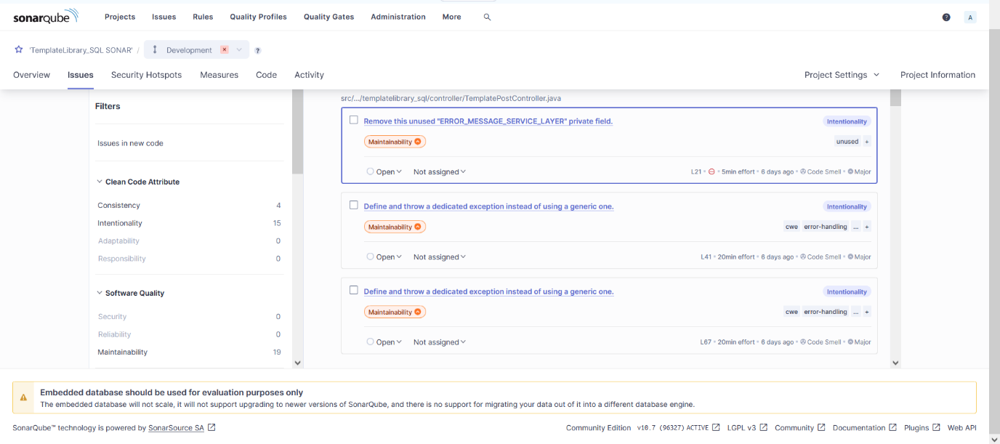 sonarqube Projects Issues Rules Quality Profiles Quality Gates Administration More ? A
'TemplateLibrary_SQL SONAR' / Development ?
Overview Issues Security Hotspots Measures Code Activity Project Settings Project Information
Filters
Issues in new code
Clean Code Attribute
Consistency 4
Intentionality 15
Adaptability 0
Responsibility 0
Software Quality
Security 0
Reliability 0
Maintainability 19
src/.../templatelibrary_sql/controller/TemplatePostController.java
Remove this unused "ERROR_MESSAGE_SERVICE_LAYER" private field. Intentionality
Maintainability unused +
Open Not assigned L21 • 5min effort • 6 days ago • Code Smell • Major
Define and throw a dedicated exception instead of using a generic one. Intentionality
Maintainability cwe error-handling ... +
Open Not assigned L41 • 20min effort • 6 days ago • Code Smell • Major
Define and throw a dedicated exception instead of using a generic one. Intentionality
Maintainability cwe error-handling ... +
Open Not assigned L67 • 20min effort • 6 days ago • Code Smell • Major
Embedded database should be used for evaluation purposes only
The embedded database will not scale, it will not support upgrading to newer versions of SonarQube, and there is no support for migrating your data out of it into a different database engine.
SonarQube™ technology is powered by SonarSource SA Community Edition v10.7 (96327) ACTIVE LGPL v3 Community Documentation Plugins Web API